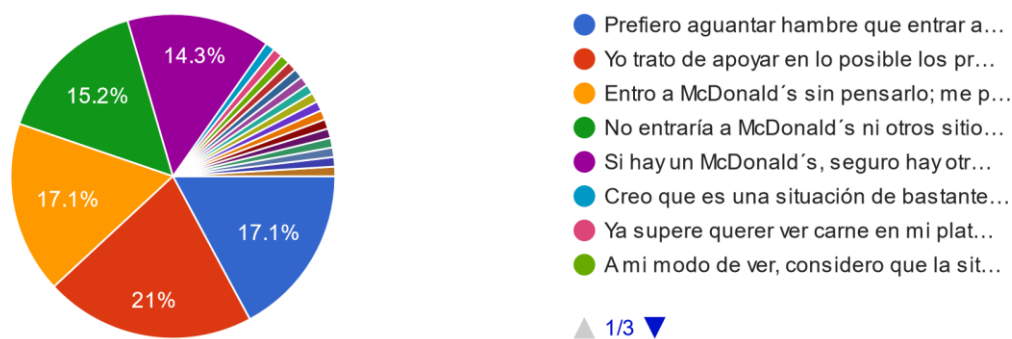 14.3%
15.2%
17.1%
17.1%
21%
Prefiero aguantar hambre que entrar a…
Yo trato de apoyar en lo posible los pr…
Entro a McDonald´s sin pensarlo; me p…
No entraría a McDonald´s ni otros sitio…
Si hay un McDonald´s, seguro hay otr…
Creo que es una situación de bastante…
Ya supere querer ver carne en mi plat…
A mi modo de ver, considero que la sit…
1/3